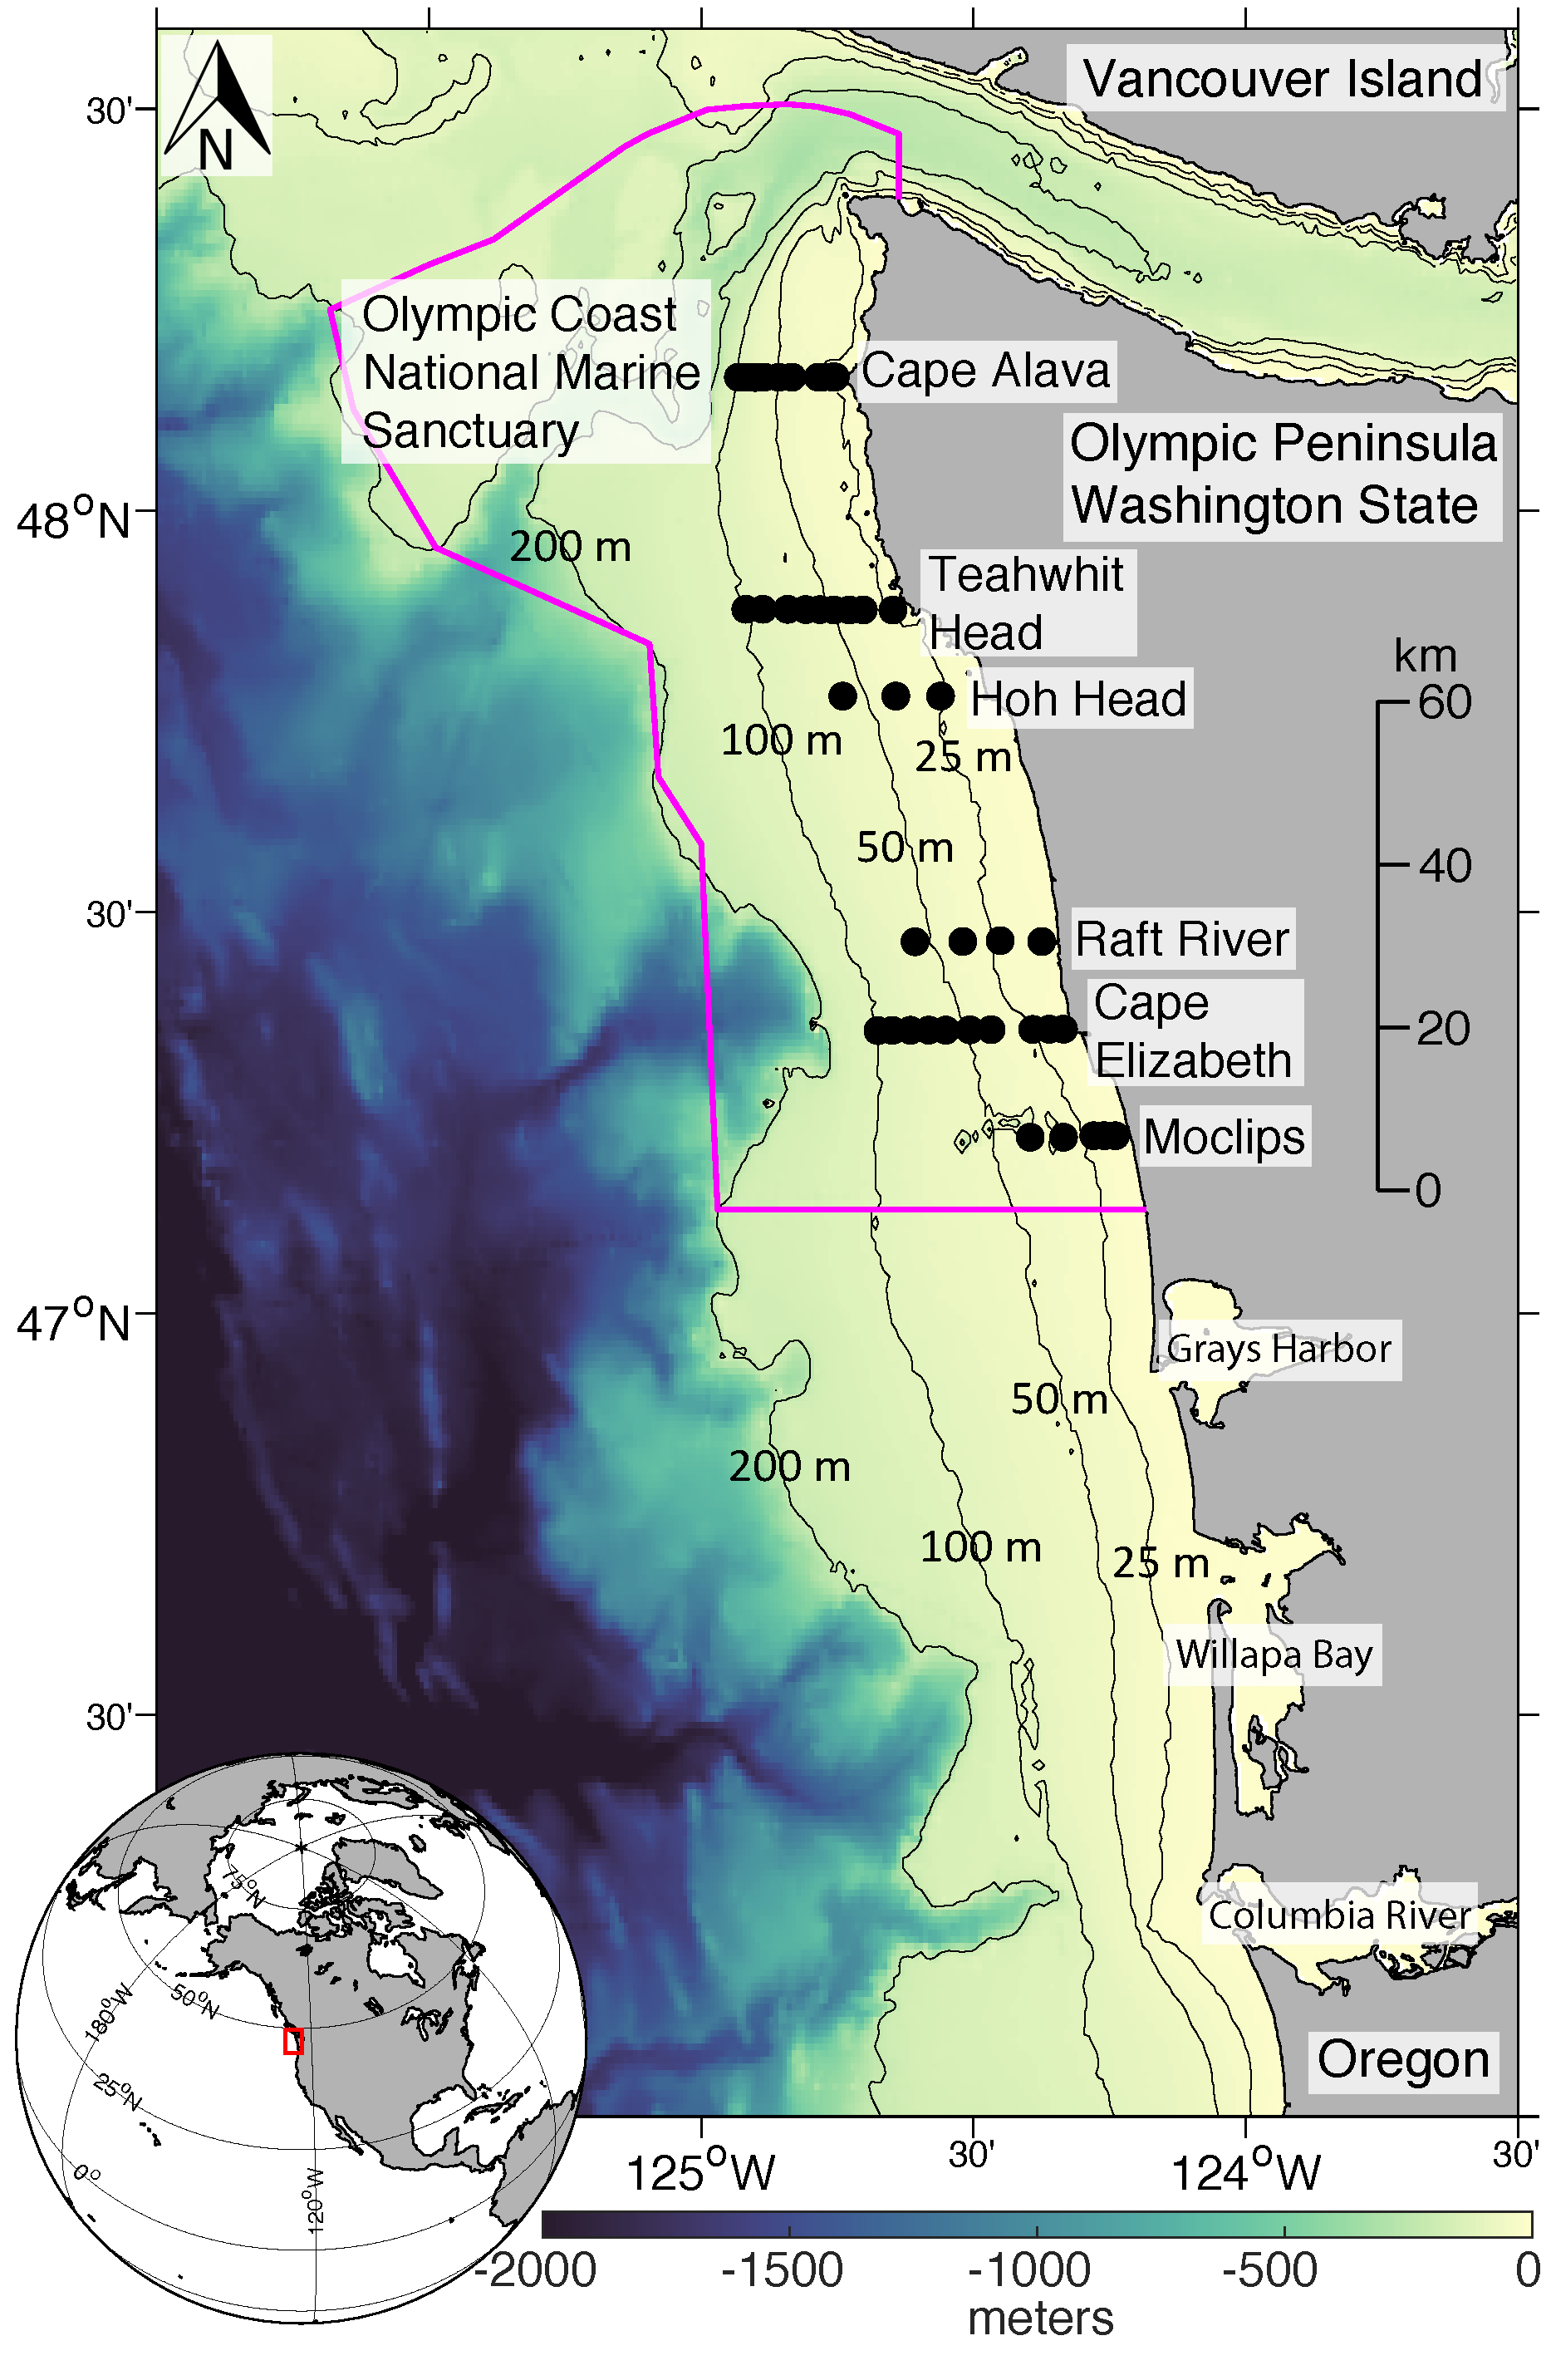 Vancouver Island
30'
N
Olympic Coast
National Marine
Sanctuary
Cape Alava
Olympic Peninsula
Washington State
48°N
200 m
Teahwhit
Head
km
Hoh Head
60
100 m
25 m
50 m
40
30'
Raft River
Cape
Elizabeth
20
Moclips
0
47°N
Grays Harbor
50 m
200 m
100 m
25 m
Willapa Bay
30'
75°N
Columbia River
50°N
180°W
25°N
Oregon
0°
120°W
125°W
30'
124°W
30'
-2000
-1500
-1000
-500
0
meters